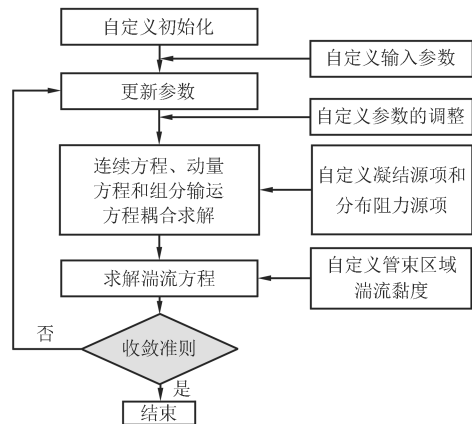 自定义初始化
自定义输入参数
更新参数
自定义参数的调整
连续方程、动量
方程和组分输运
方程耦合求解
自定义凝结源项和
分布阻力源项
求解湍流方程
自定义管束区域
湍流黏度
否
收敛准则
是
结束